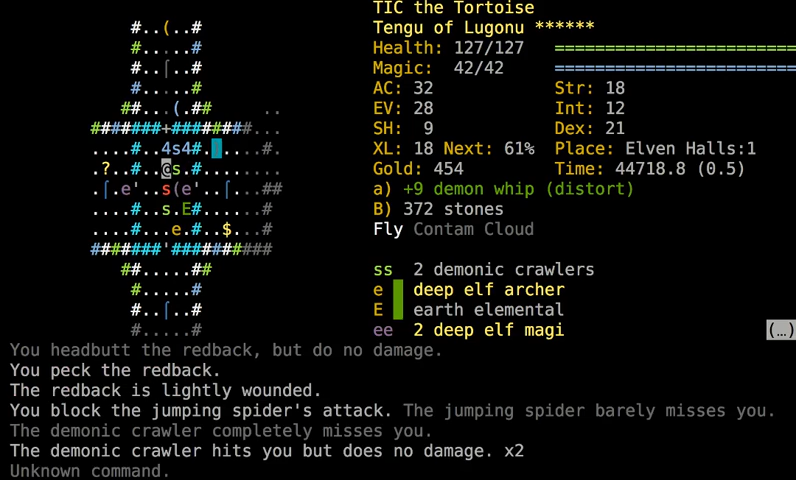 TIC the Tortoise
Tengu of Lugonu ******
Health: 127/127 ========================
Magic: 42/42 ========================
AC: 32 Str: 18
EV: 28 Int: 12
SH: 9 Dex: 21
XL: 18 Next: 61% Place: Elven Halls:1
Gold: 454 Time: 44718.8 (0.5)
a) +9 demon whip (distort)
B) 372 stones
Fly Contam Cloud
ss 2 demonic crawlers
e deep elf archer
E earth elemental
ee 2 deep elf magi (…)
You headbutt the redback, but do no damage.
You peck the redback.
The redback is lightly wounded.
You block the jumping spider's attack. The jumping spider barely misses you.
The demonic crawler completely misses you.
The demonic crawler hits you but does no damage. x2
Unknown command.